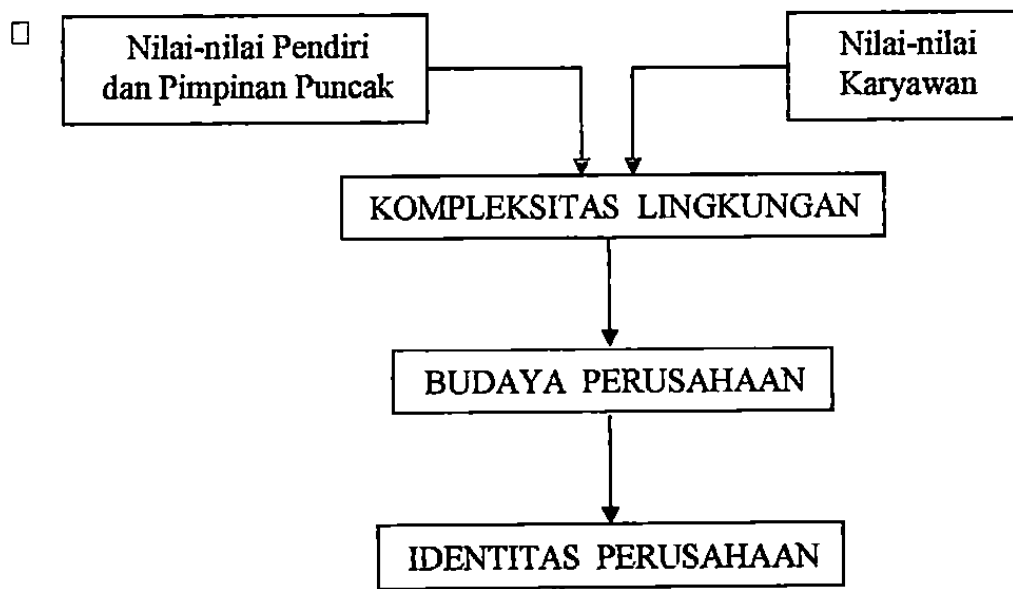 Nilai-nilai Pendiri
dan Pimpinan Puncak
Nilai-nilai
Karyawan
KOMPLEKSITAS LINGKUNGAN
BUDAYA PERUSAHAAN
IDENTITAS PERUSAHAAN